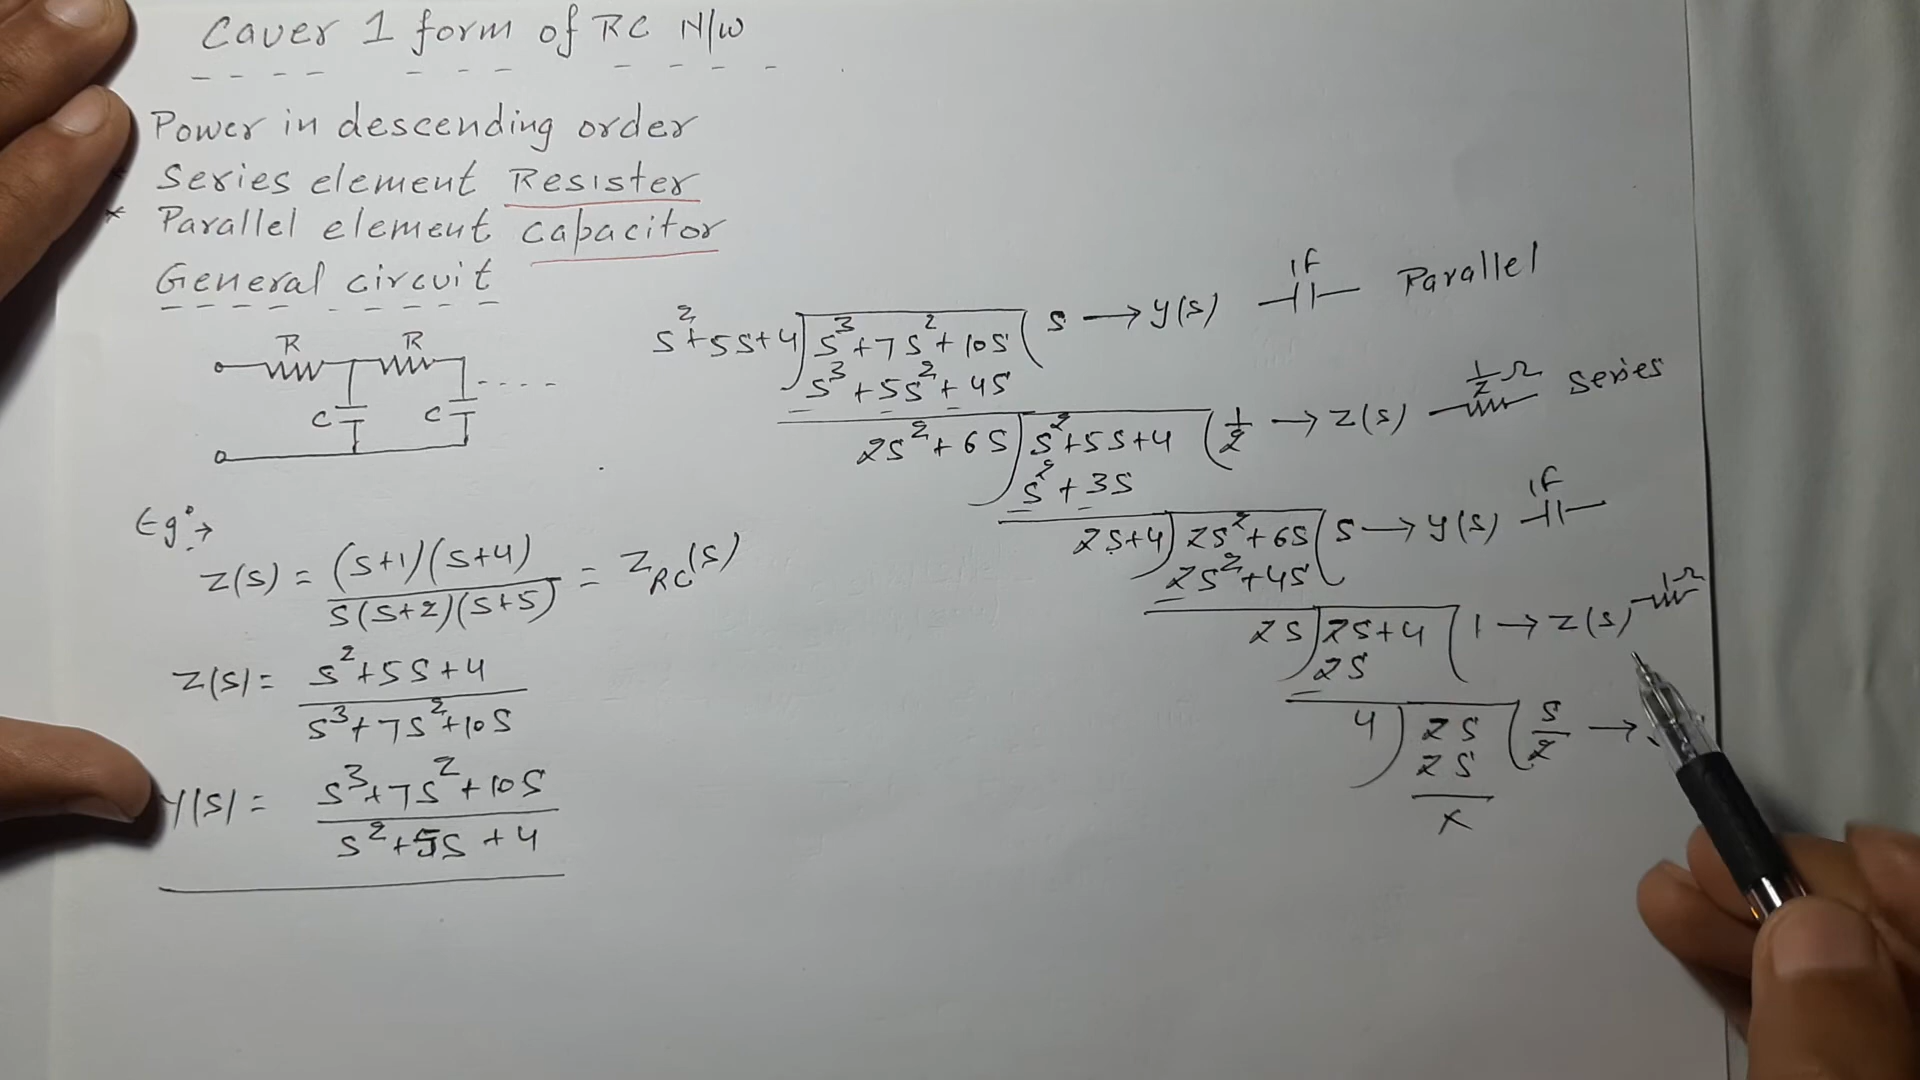 Cauer 1 form of RC N/W
Power in descending order
Series element Resister
* Parallel element capacitor
General circuit
R R
C C
Eg:→
Z(S) = (S+1)(S+4) / S(S+2)(S+5) = Z_RC(S)
Z(S) = S²+5S+4 / S³+7S²+10S
Y(S) = S³+7S²+10S / S²+5S+4
S²+5S+4) S³+7S²+10S ( S → Y(S) 1F Parallel
S³+5S²+4S
2S²+6S) S²+5S+4 ( 1/2 → Z(S) 1/2 Ω Series
S²+3S
2S+4) 2S²+6S ( S → Y(S) 1F
2S²+4S
2S) 2S+4 ( 1 → Z(S) 1Ω
2S
4) 2S ( S/2 →
2S
×